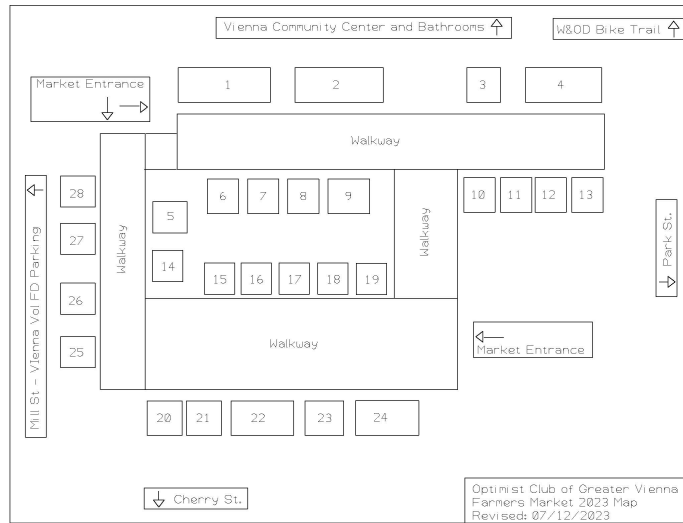 Vienna Community Center and Bathrooms
W&OD Bike Trail
Market Entrance
1
2
3
4
Walkway
28
27
26
25
Mill St - VIenna Vol FD Parking
Walkway
5
6
7
8
9
Walkway
10
11
12
13
Park St.
14
15
16
17
18
19
Walkway
Market Entrance
20
21
22
23
24
Cherry St.
Optimist Club of Greater Vienna
Farmers Market 2023 Map
Revised: 07/12/2023